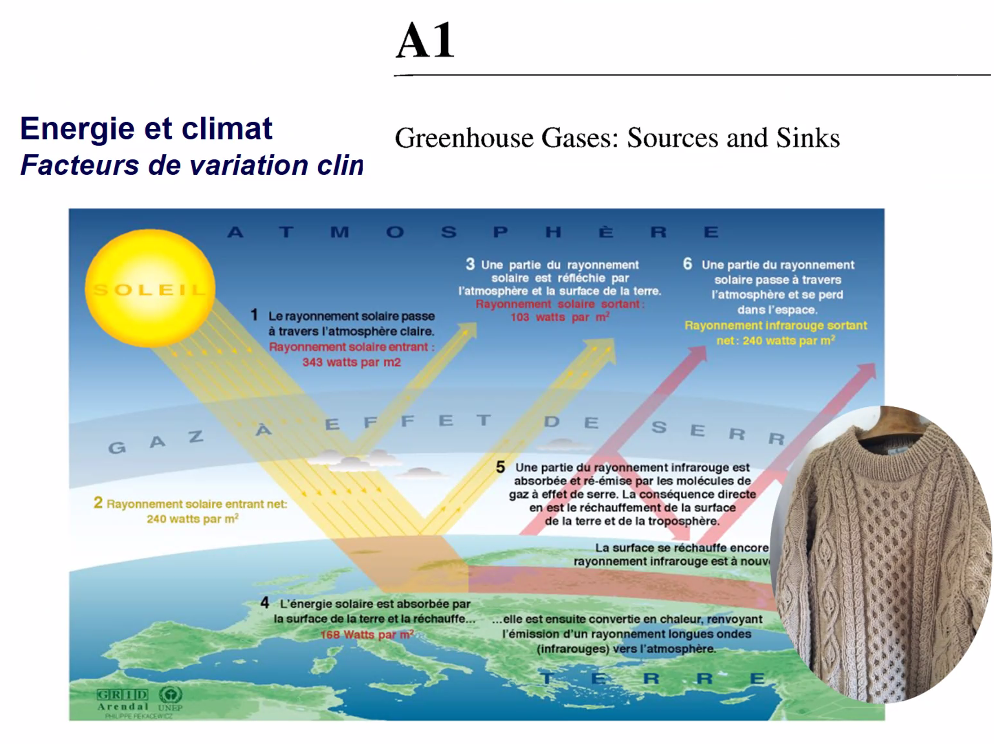 A1
Energie et climat
Greenhouse Gases: Sources and Sinks
Facteurs de variation clim
A T M O S P H È R E
SOLEIL
1 Le rayonnement solaire passe
à travers l'atmosphère claire.
Rayonnement solaire entrant :
343 watts par m2
3 Une partie du rayonnement
solaire est réfléchie par
l'atmosphère et la surface de la terre.
Rayonnement solaire sortant :
103 watts par m²
6 Une partie du rayonnement
solaire passe à travers
l'atmosphère et se perd
dans l'espace.
Rayonnement infrarouge sortant
net : 240 watts par m²
G A Z À E F F E T D E S E R R
2 Rayonnement solaire entrant net:
240 watts par m²
5 Une partie du rayonnement infrarouge est
absorbée et ré-émise par les molécules de
gaz à effet de serre. La conséquence directe
en est le réchauffement de la surface
de la terre et de la troposphère.
La surface se réchauffe encore
rayonnement infrarouge est à nouve
4 L'énergie solaire est absorbée par
la surface de la terre et la réchauffe...
168 Watts par m²
...elle est ensuite convertie en chaleur, renvoyant
l'émission d'un rayonnement longues ondes
(infrarouges) vers l'atmosphère.
T E R R E
GRID
Arendal UNEP
PHILIPPE REKACEWICZ